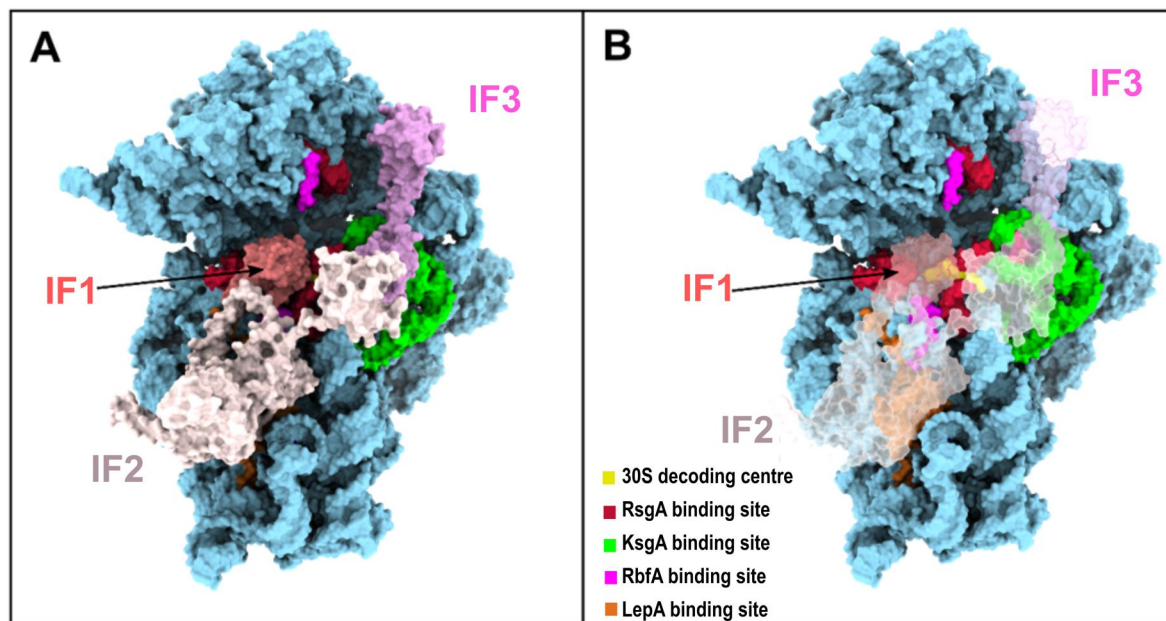 A
IF3
IF1
IF2
B
IF3
IF1
IF2
30S decoding centre
RsgA binding site
KsgA binding site
RbfA binding site
LepA binding site